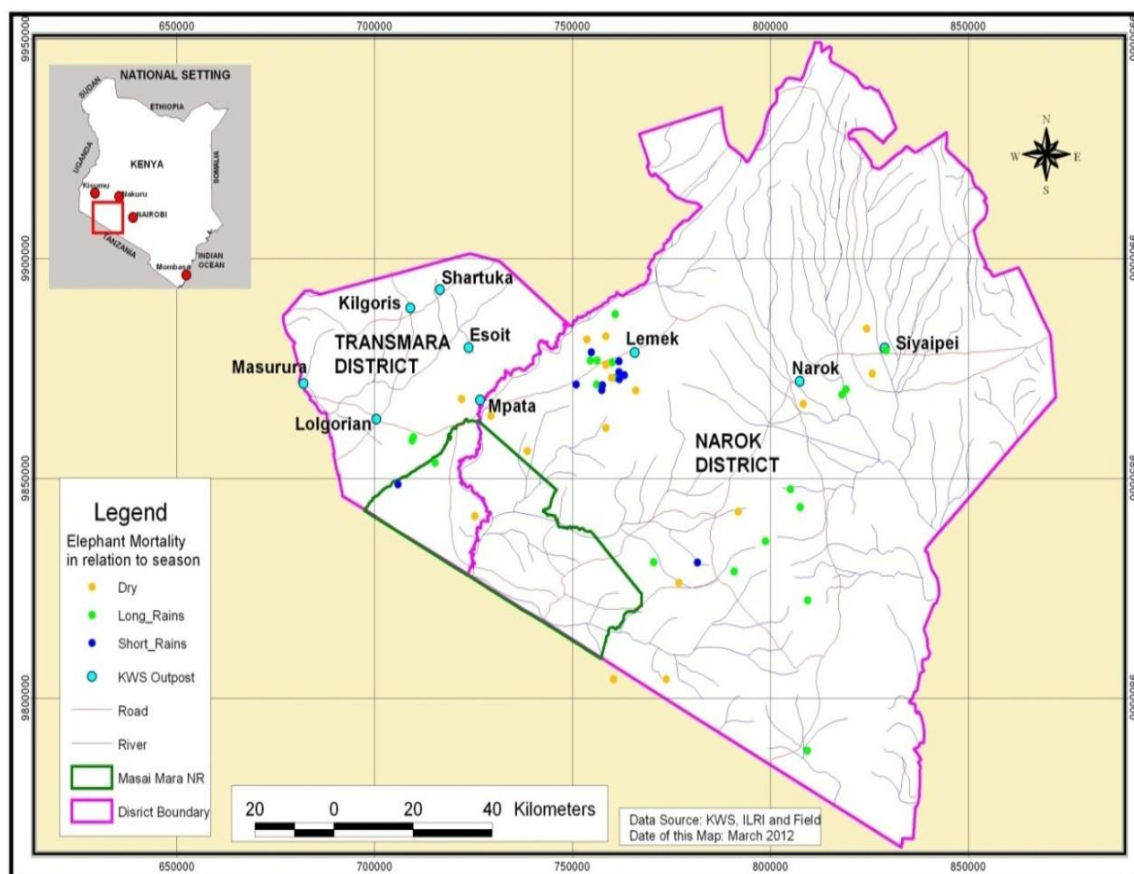 650000 700000 750000 800000 850000
9950000
9950000
NATIONAL SETTING
SUDAN
ETHIOPIA
UGANDA
KENYA
SOMALIA
Kisumu
Nakuru
NAIROBI
TANZANIA
Mombasa
INDIAN
OCEAN
N
W E
S
9900000
9900000
Shartuka
Kilgoris
TRANSMARA
DISTRICT
Esoit
Lemek
Siyaipei
Masurura
Narok
Mpata
Lolgorian
NAROK
DISTRICT
9850000
9850000
Legend
Elephant Mortality
in relation to season
Dry
Long_Rains
Short_Rains
KWS Outpost
Road
River
Masai Mara NR
Disrict Boundary
9800000
9800000
20 0 20 40 Kilometers
Data Source: KWS, ILRI and Field
Date of this Map: March 2012
650000 700000 750000 800000 850000